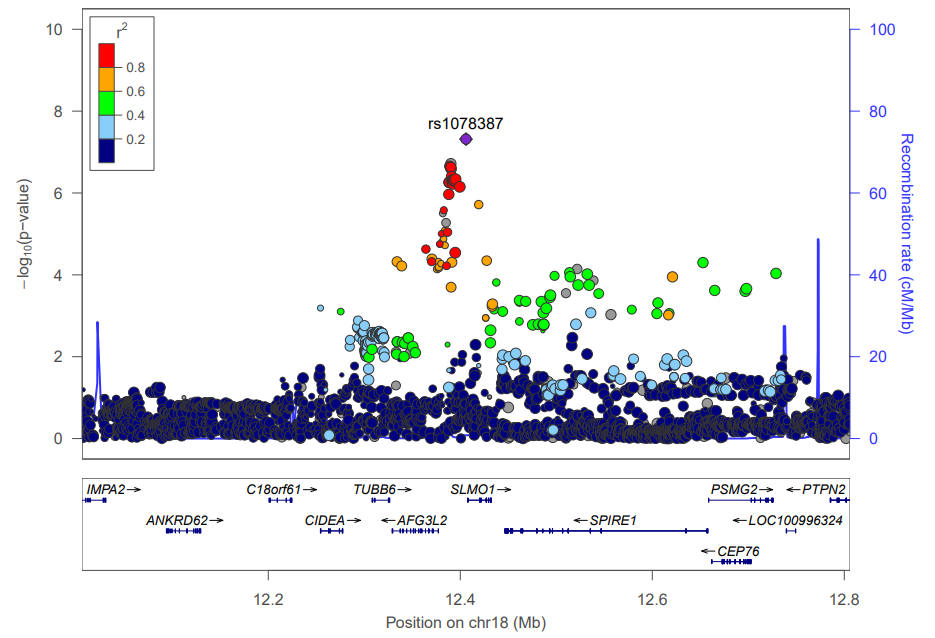 10
100
r2
0.8
0.6
0.4
0.2
rs1078387
8
80
6
60
4
40
2
20
0
0
−log10(p−value)
Recombination rate (cM/Mb)
IMPA2→ C18orf61→ TUBB6→ SLMO1→ PSMG2→ ←PTPN2
ANKRD62→ CIDEA→ ←AFG3L2 ←SPIRE1 ←LOC100996324
←CEP76
12.2 12.4 12.6 12.8
Position on chr18 (Mb)